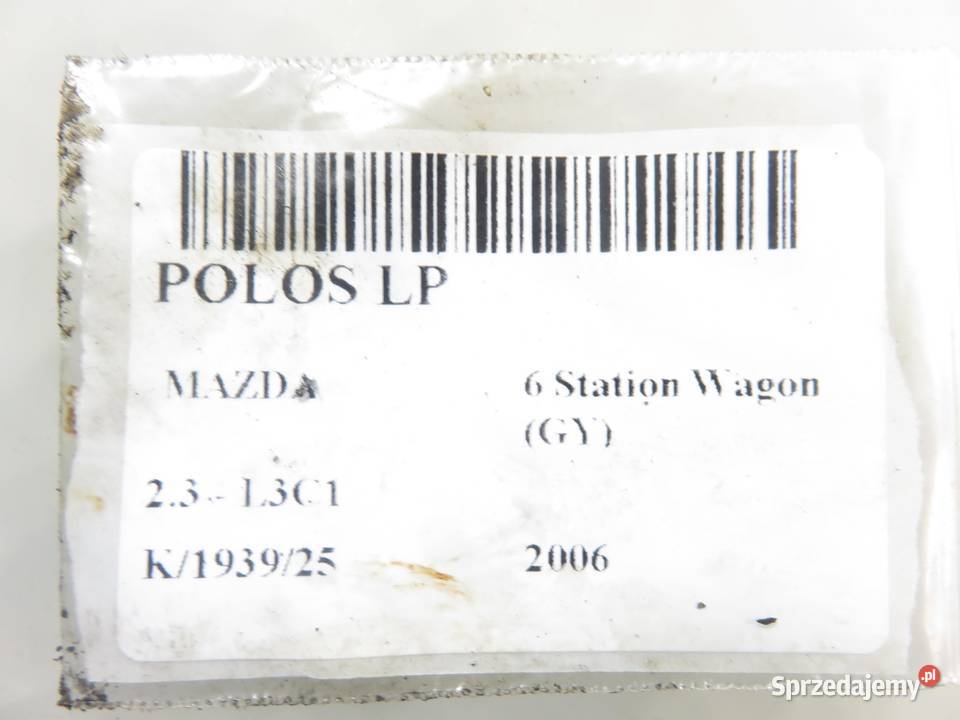 POLOS LP
MAZDA 6 Station Wagon
(GY)
2.3 - L3C1
K/1939/25 2006
Sprzedajemy.pl